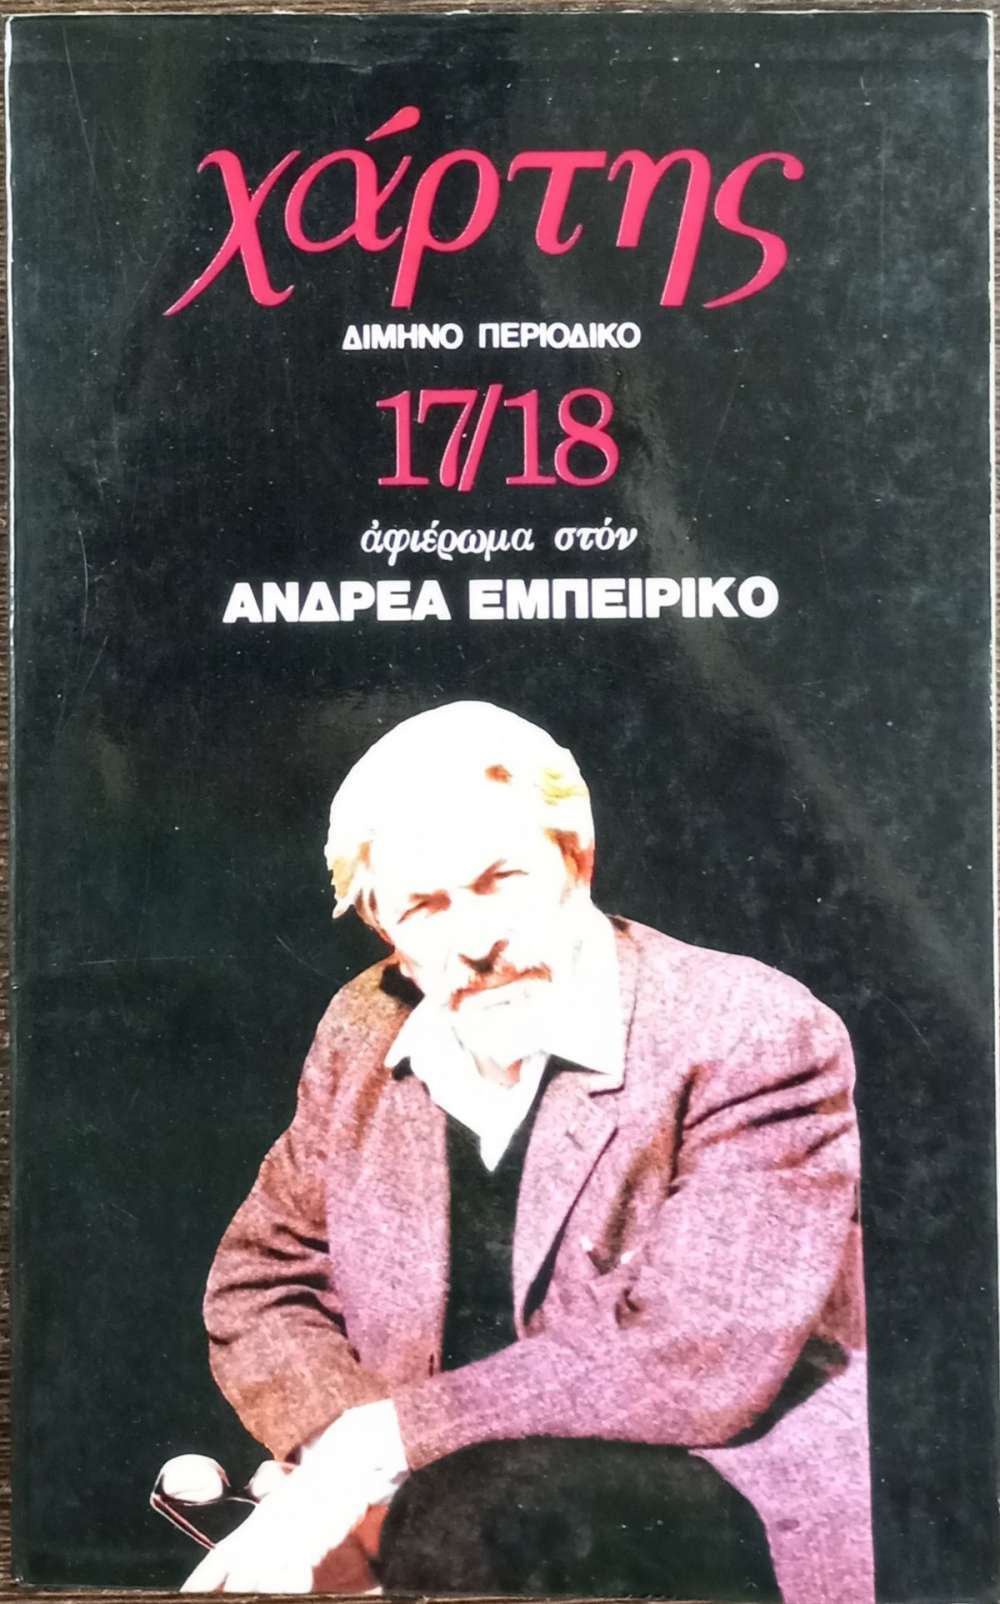 χάρτης
ΔΙΜΗΝΟ ΠΕΡΙΟΔΙΚΟ
17/18
ἀφιέρωμα στόν
ΑΝΔΡΕΑ ΕΜΠΕΙΡΙΚΟ